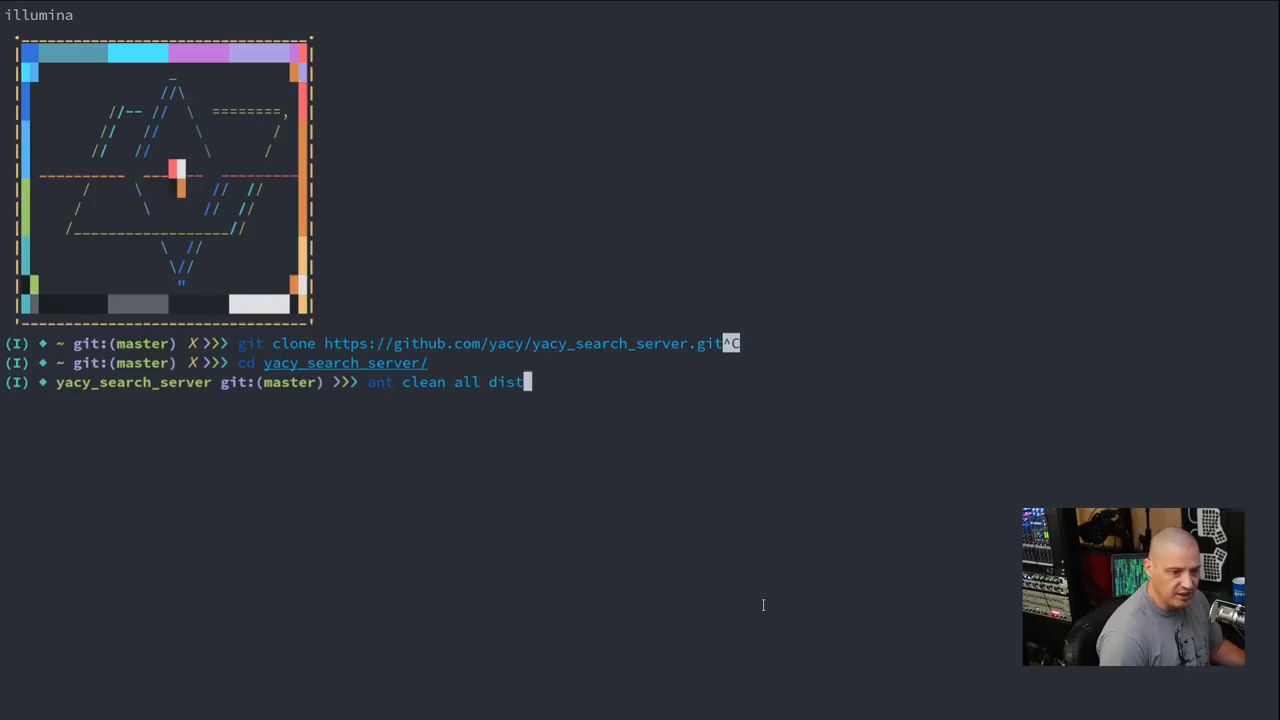 illumina
(I) ◆ ~ git:(master) ✗ ❯❯❯ git clone https://github.com/yacy/yacy_search_server.git^C
(I) ◆ ~ git:(master) ✗ ❯❯❯ cd yacy_search_server/
(I) ◆ yacy_search_server git:(master) ❯❯❯ ant clean all dist